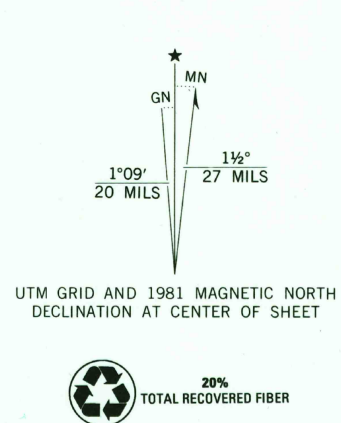 ★
MN
GN
1½°
27 MILS
1°09′
20 MILS
UTM GRID AND 1981 MAGNETIC NORTH
DECLINATION AT CENTER OF SHEET
20%
TOTAL RECOVERED FIBER